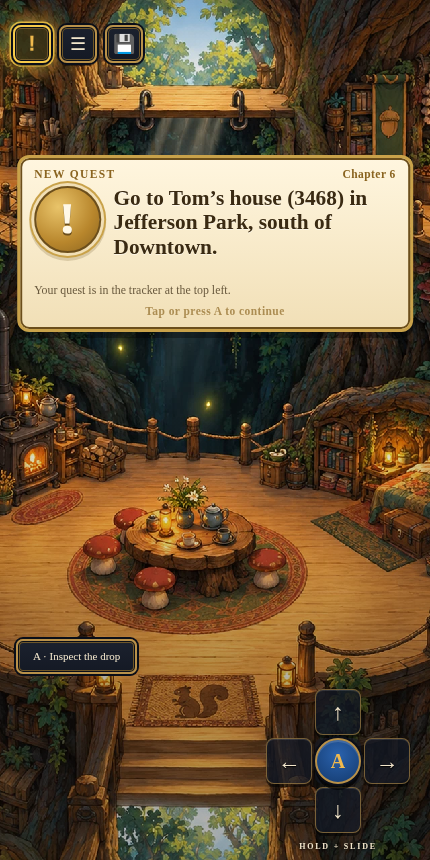 !
NEW QUEST
Chapter 6
!
Go to Tom’s house (3468) in
Jefferson Park, south of
Downtown.
Your quest is in the tracker at the top left.
Tap or press A to continue
A · Inspect the drop
↑
← A →
↓
HOLD + SLIDE